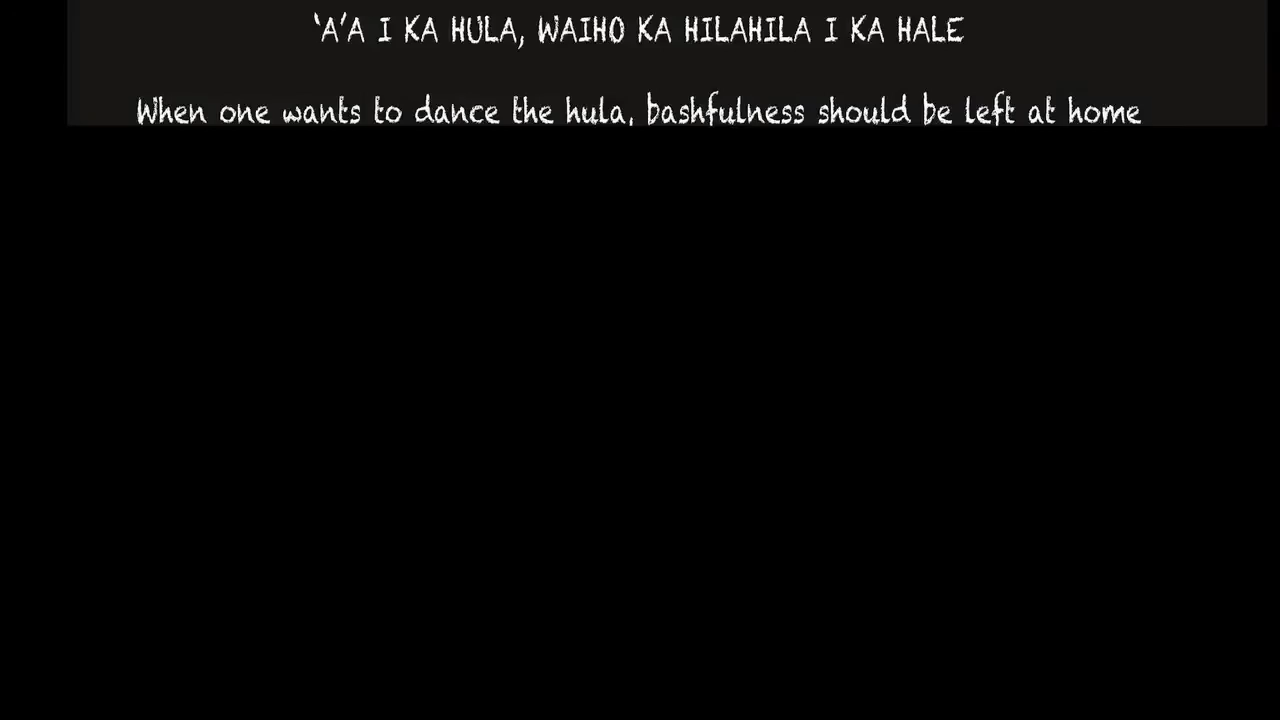 ‘A’A I KA HULA, WAIHO KA HILAHILA I KA HALE
When one wants to dance the hula, bashfulness should be left at home